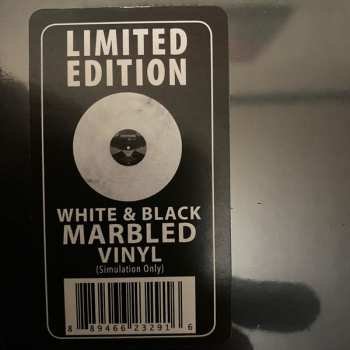 LIMITED
EDITION
WHITE & BLACK
MARBLED
VINYL
(Simulation Only)
8 89466 23291 6